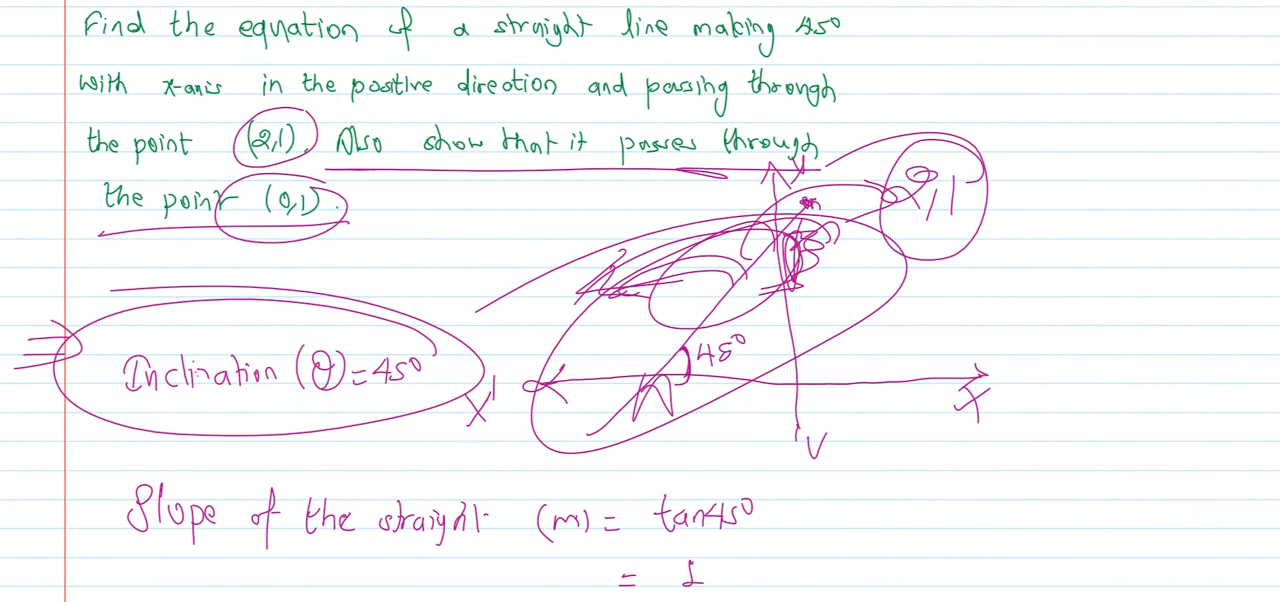 Find the equation of a straight line making 45°
with x-axis in the positive direction and passing through
the point (2,1). Also show that it passes through
the point (0,1).
2,1
Inclination (θ)=45°
45°
X'
Slope of the straight (m) = tan45°
= 1